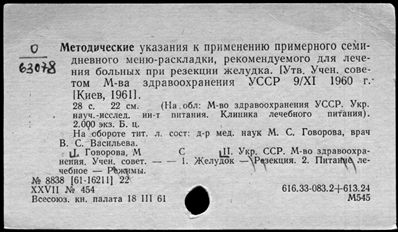 0
63078
Методические указания к применению примерного семи-
дневного меню-раскладки, рекомендуемого для лече-
ния больных при резекции желудка. [Утв. Учен. сове-
том М-ва здравоохранения УССР 9/XI 1960 г.·
[Киев, 1961].
28 с. 22 см. (На обл: М-во здравоохранения УССР. Укр.
науч.-исслед. ин-т питания. Клиника лечебного питания).
2.000 экз. Б. ц.
На обороте тит. л. сост: д-р мед. наук М. С. Говорова, врач
В. С. Васильева.
I. Говорова, М С II. Укр. ССР. М-во здравоохра-
нения. Учен. совет. — — 1. Желудок — Резекция. 2. Питание ле-
чебное — Режимы.
№ 8838 [61-16211] 22
XXVII № 454
Всесоюз. кн. палата 18 III 61
616.33-083.2+613.24
М545